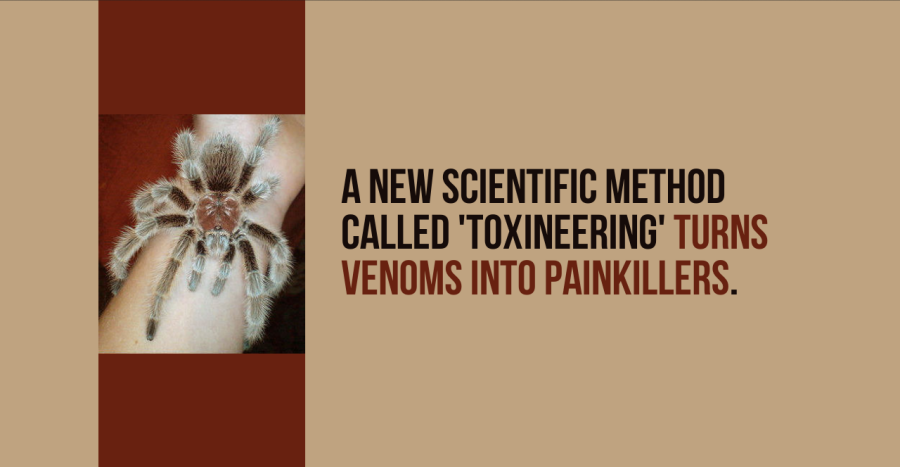 A NEW SCIENTIFIC METHOD
CALLED 'TOXINEERING' TURNS
VENOMS INTO PAINKILLERS.